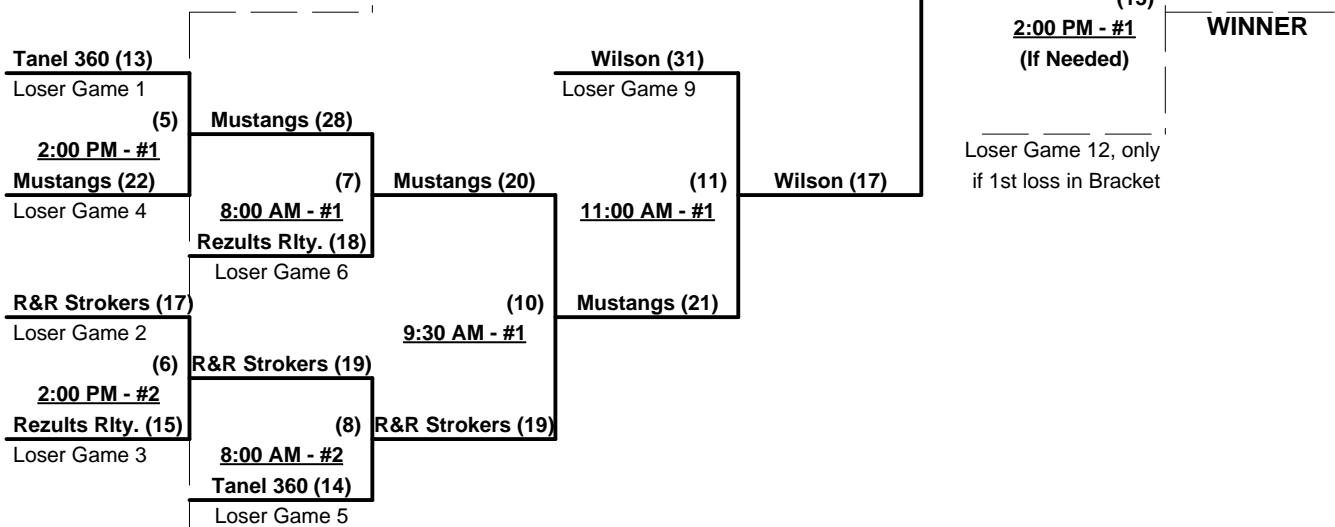 (13)
2:00 PM - #1
(If Needed)
WINNER
Tanel 360 (13)
Loser Game 1
(5)
2:00 PM - #1
Mustangs (22)
Loser Game 4
Mustangs (28)
(7)
8:00 AM - #1
Rezults Rlty. (18)
Loser Game 6
Mustangs (20)
R&R Strokers (17)
Loser Game 2
(6)
2:00 PM - #2
Rezults Rlty. (15)
Loser Game 3
R&R Strokers (19)
(8)
8:00 AM - #2
Tanel 360 (14)
Loser Game 5
R&R Strokers (19)
(10)
9:30 AM - #1
Wilson (31)
Loser Game 9
(11)
11:00 AM - #1
Mustangs (21)
Wilson (17)
Loser Game 12, only
if 1st loss in Bracket